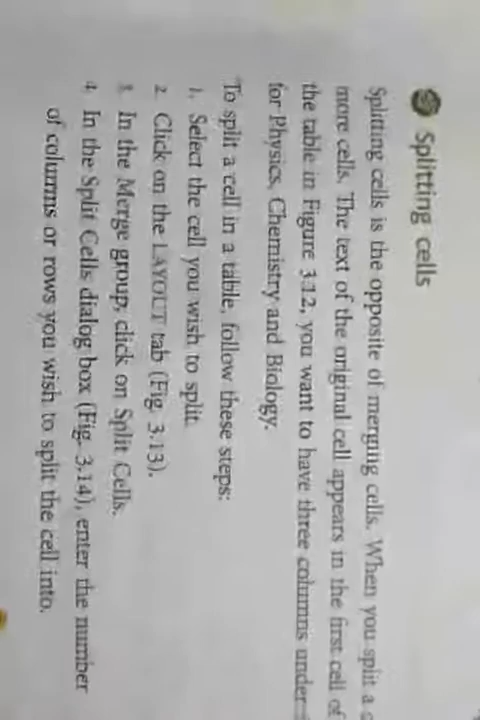 Splitting cells
Splitting cells is the opposite of merging cells. When you split a
more cells. The text of the original cell appears in the first cell of
the table in Figure 3.12, you want to have three columns under
for Physics, Chemistry and Biology.
To split a cell in a table, follow these steps:
1. Select the cell you wish to split.
2. Click on the LAYOUT tab (Fig. 3.13).
3. In the Merge group, click on Split Cells.
4. In the Split Cells dialog box (Fig. 3.14), enter the number
of columns or rows you wish to split the cell into.